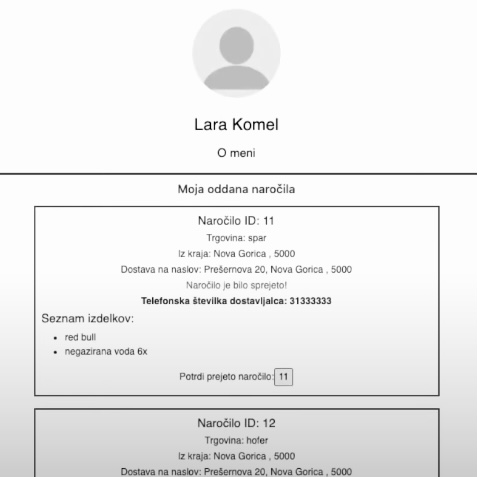 Lara Komel
O meni
Moja oddana naročila
Naročilo ID: 11
Trgovina: spar
Iz kraja: Nova Gorica , 5000
Dostava na naslov: Prešernova 20, Nova Gorica , 5000
Naročilo je bilo sprejeto!
Telefonska številka dostavljalca: 31333333
Seznam izdelkov:
red bull
negazirana voda 6x
Potrdi prejeto naročilo: 11
Naročilo ID: 12
Trgovina: hofer
Iz kraja: Nova Gorica , 5000
Dostava na naslov: Prešernova 20, Nova Gorica , 5000